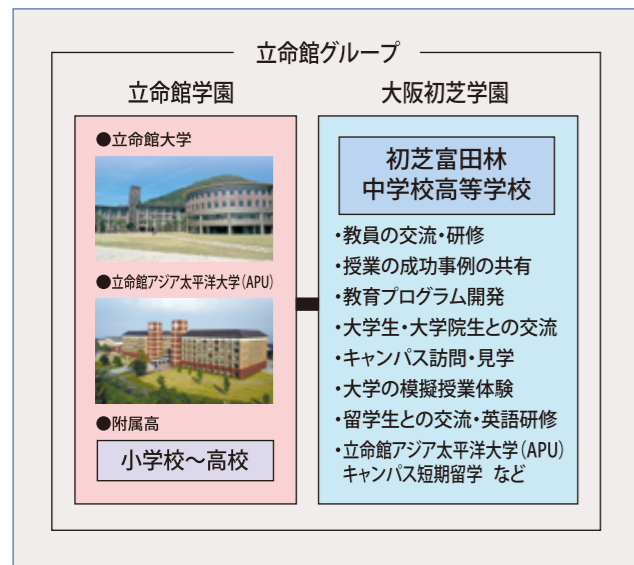 立命館グループ
立命館学園
●立命館大学
●立命館アジア太平洋大学(APU)
●附属高
小学校～高校
大阪初芝学園
初芝富田林
中学校高等学校
・教員の交流・研修
・授業の成功事例の共有
・教育プログラム開発
・大学生・大学院生との交流
・キャンパス訪問・見学
・大学の模擬授業体験
・留学生との交流・英語研修
・立命館アジア太平洋大学(APU)
キャンパス短期留学 など